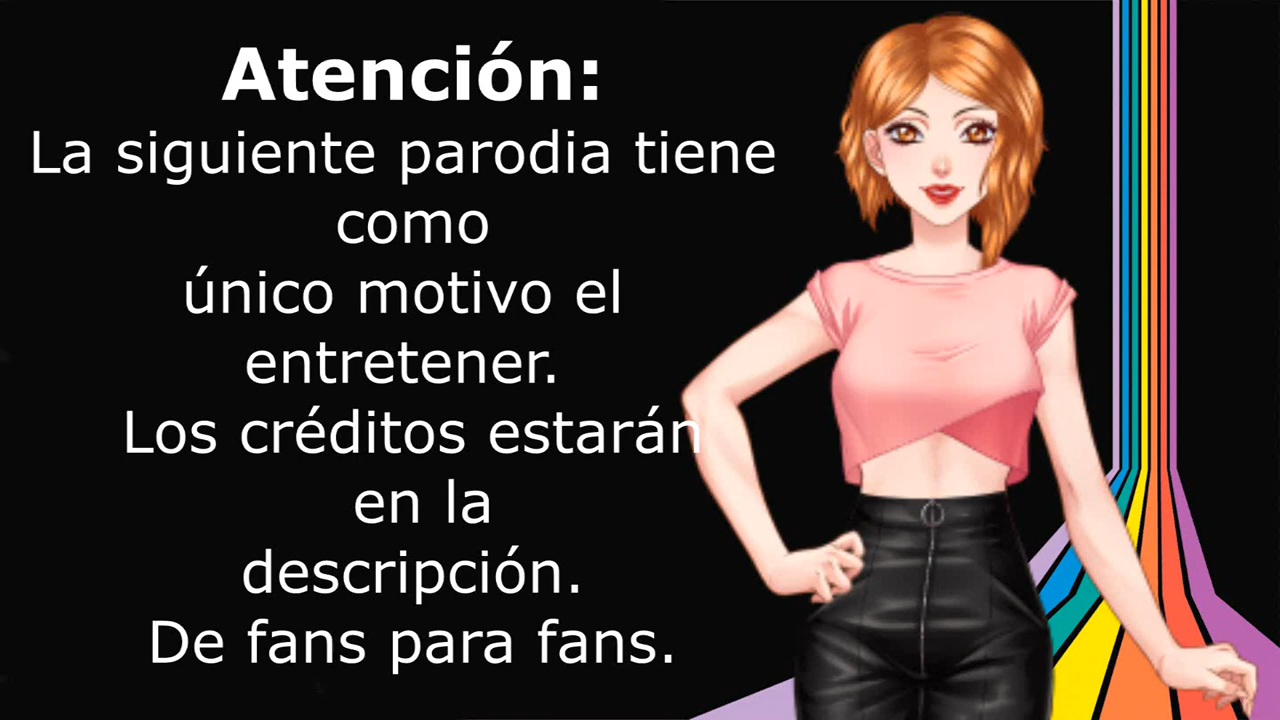 Atención:
La siguiente parodia tiene
como
único motivo el
entretener.
Los créditos estarán
en la
descripción.
De fans para fans.